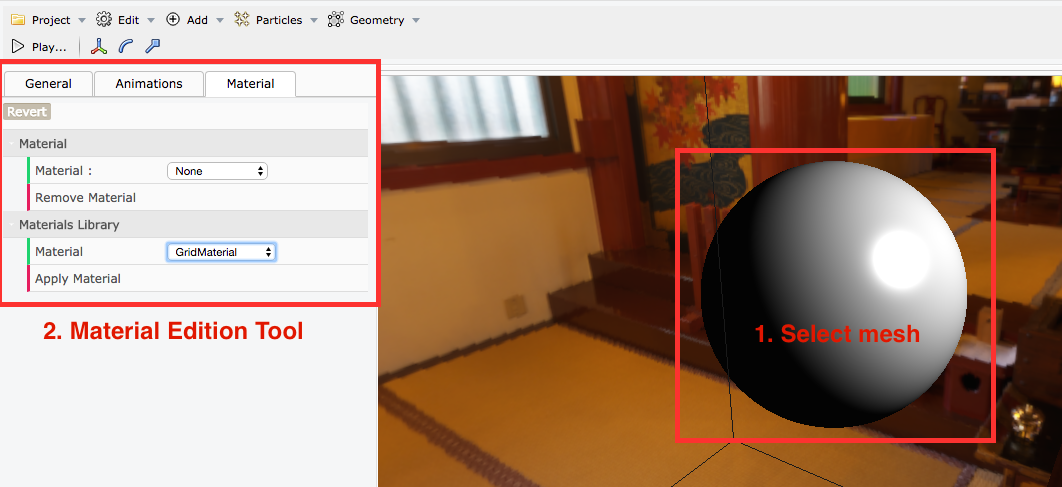 Project Edit Add Particles Geometry
Play...
General Animations Material
Revert
Material
Material : None
Remove Material
Materials Library
Material GridMaterial
Apply Material
2. Material Edition Tool
1. Select mesh